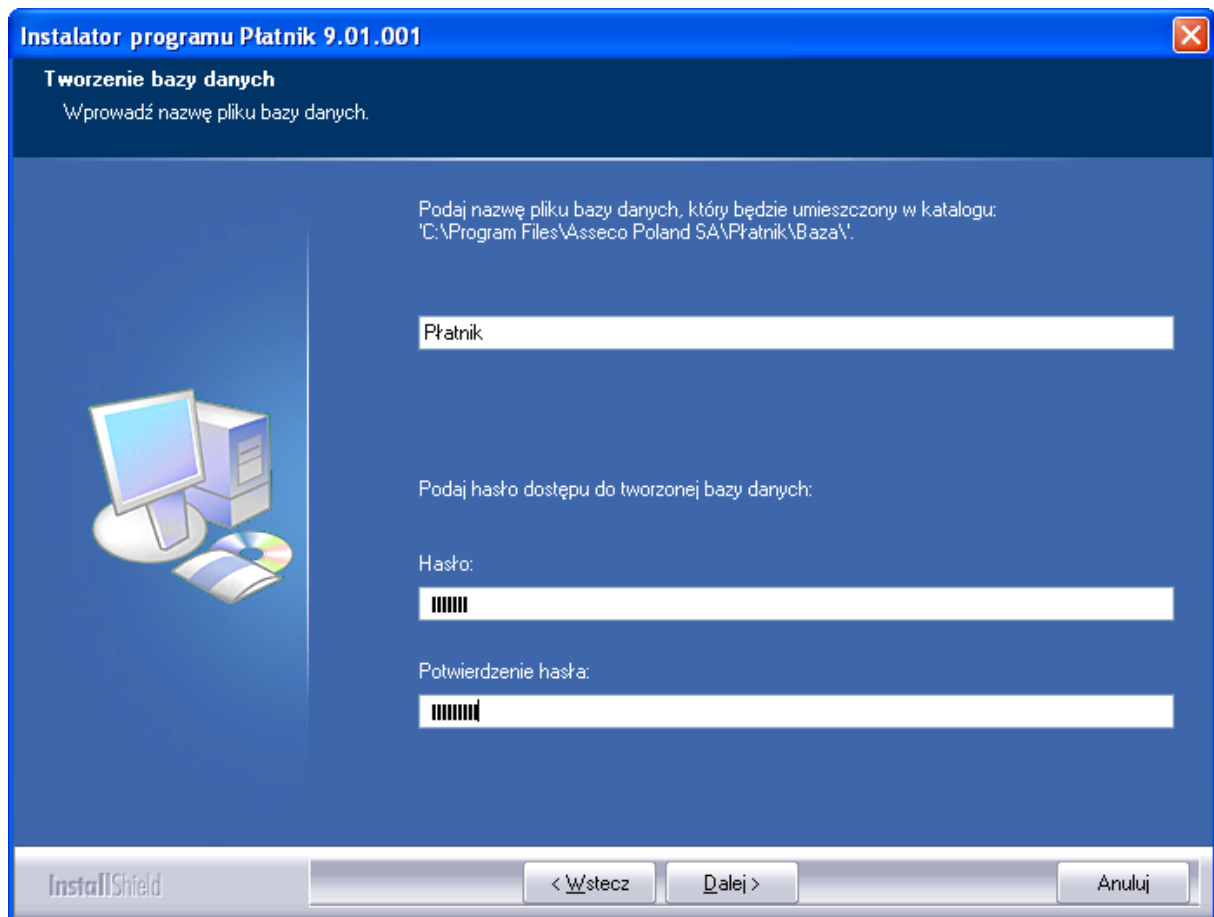 Instalator programu Płatnik 9.01.001
Tworzenie bazy danych
Wprowadź nazwę pliku bazy danych.
Podaj nazwę pliku bazy danych, który będzie umieszczony w katalogu:
'C:\Program Files\Asseco Poland SA\Płatnik\Baza\'.
Płatnik
Podaj hasło dostępu do tworzonej bazy danych:
Hasło:
Potwierdzenie hasła:
InstallShield
< Wstecz
Dalej >
Anuluj